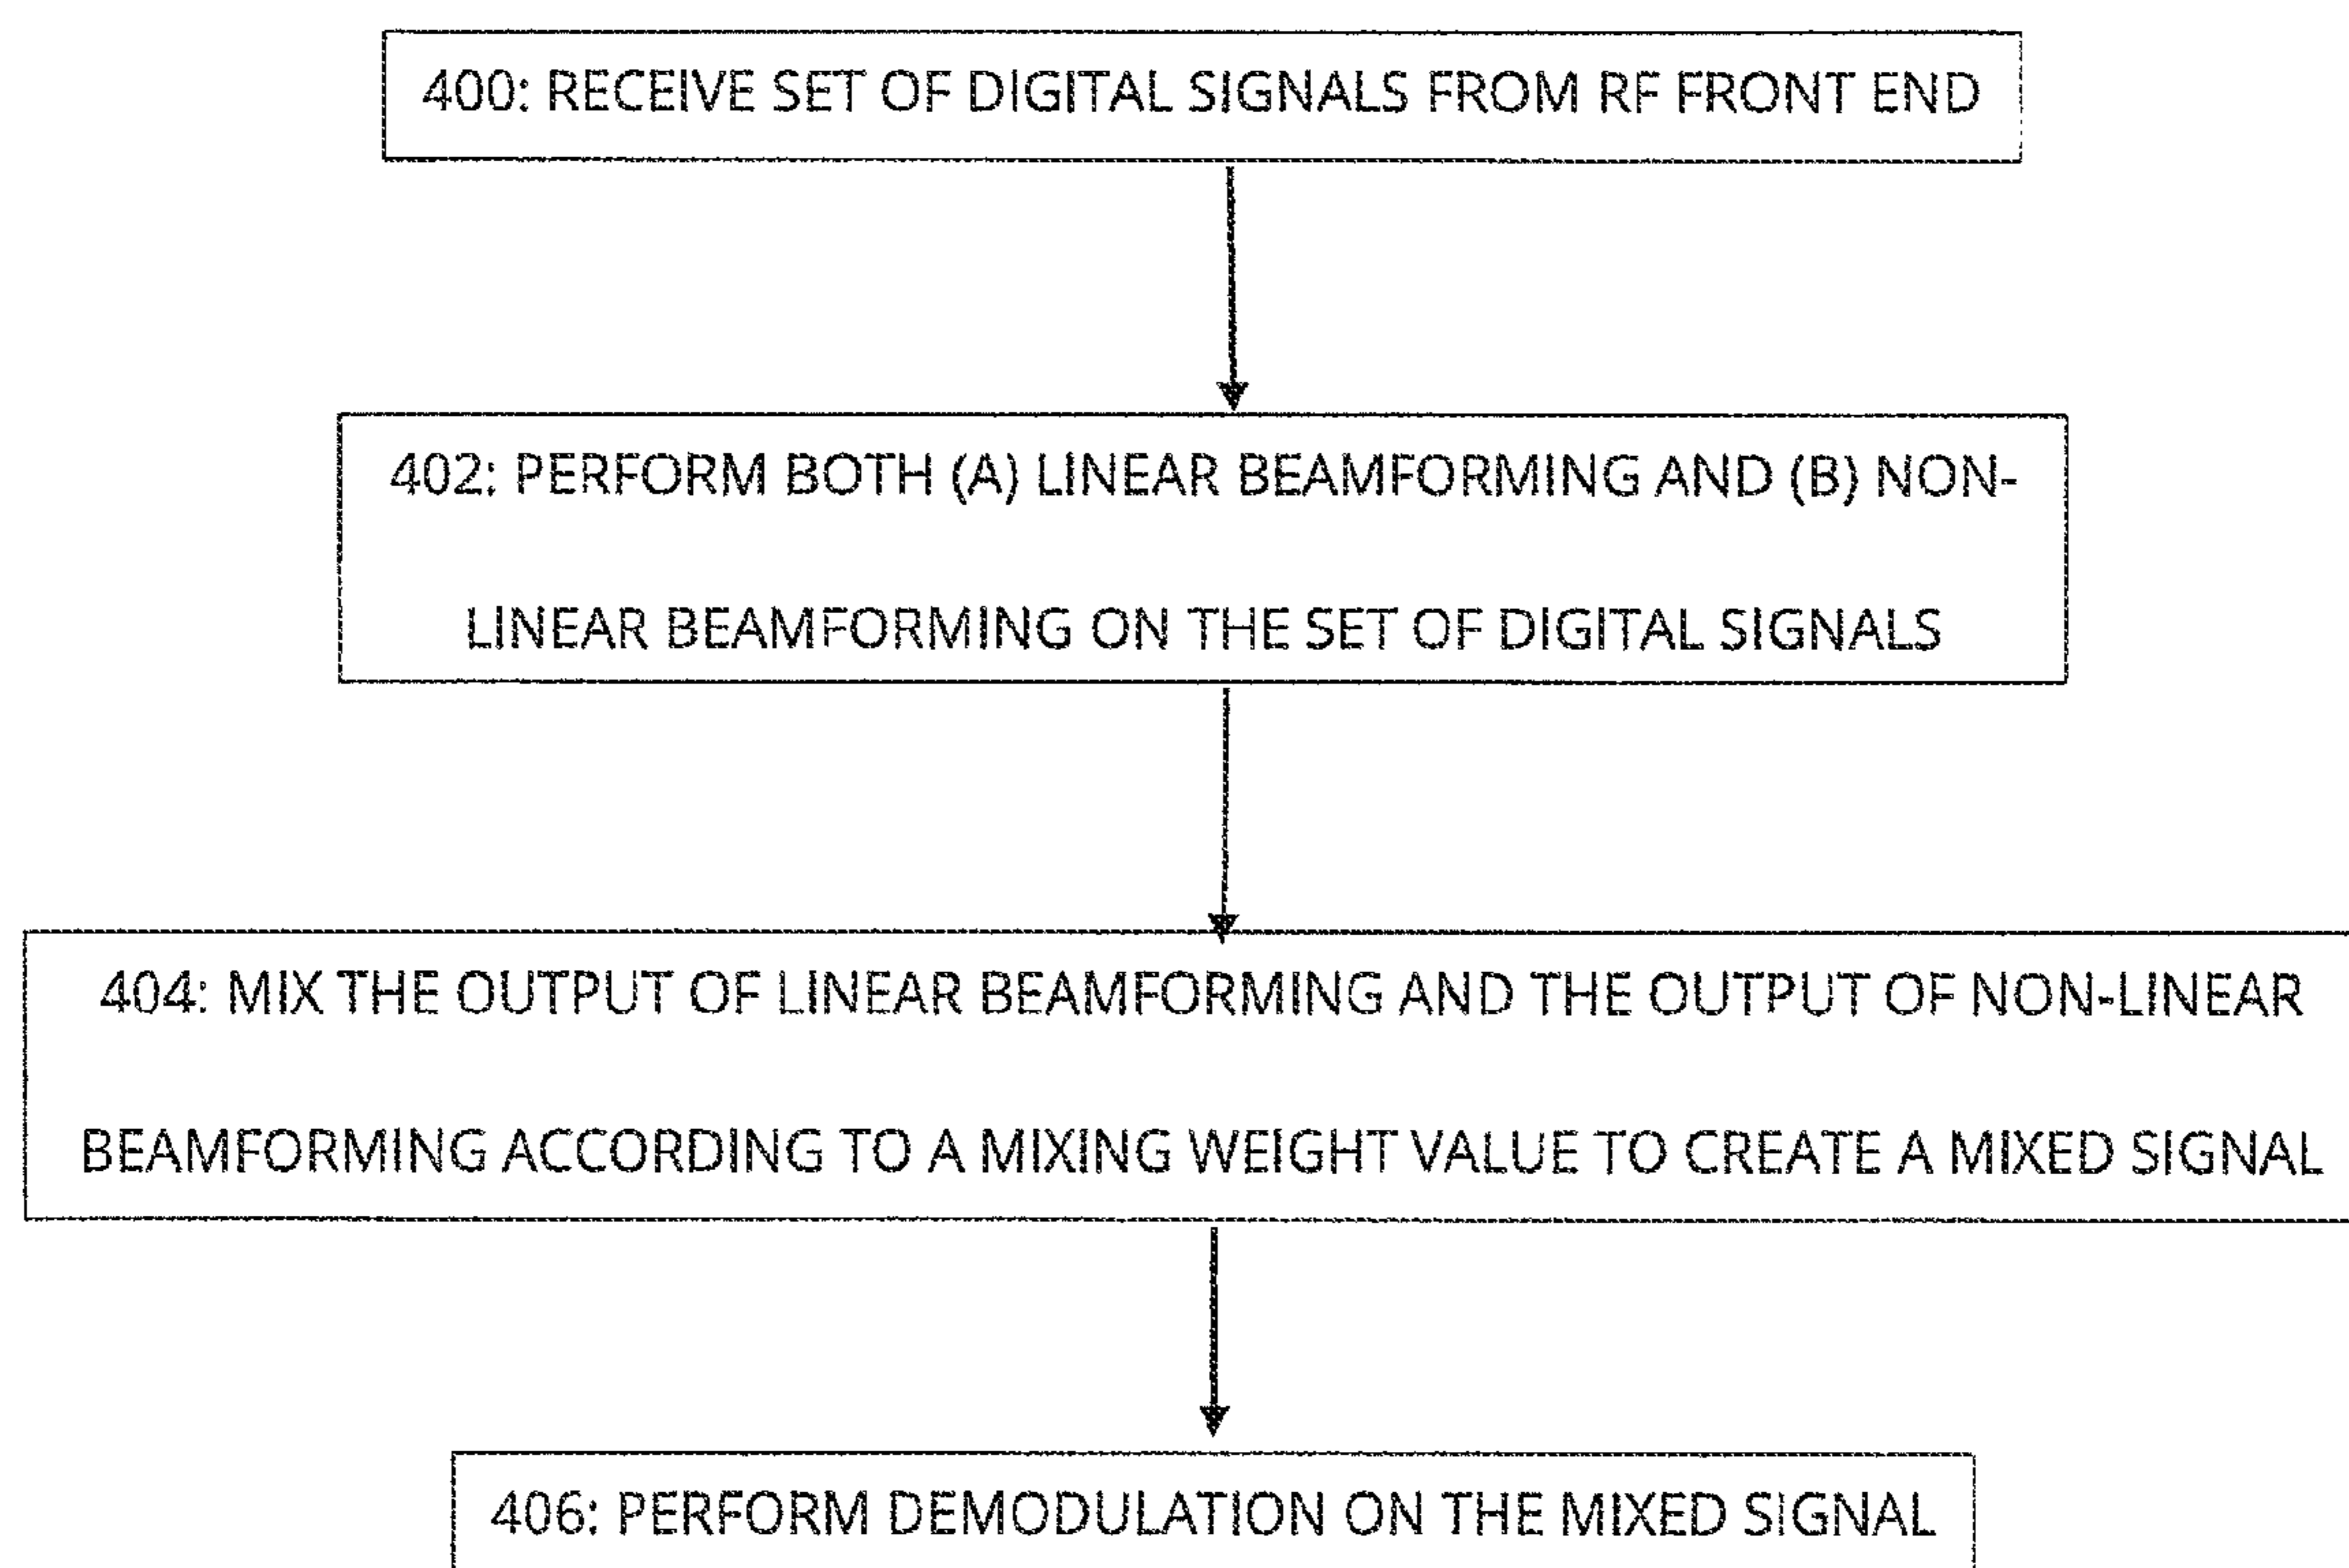 400: RECEIVE SET OF DIGITAL SIGNALS FROM RF FRONT END
402: PERFORM BOTH (A) LINEAR BEAMFORMING AND (B) NON-
LINEAR BEAMFORMING ON THE SET OF DIGITAL SIGNALS
404: MIX THE OUTPUT OF LINEAR BEAMFORMING AND THE OUTPUT OF NON-LINEAR
BEAMFORMING ACCORDING TO A MIXING WEIGHT VALUE TO CREATE A MIXED SIGNAL
406: PERFORM DEMODULATION ON THE MIXED SIGNAL